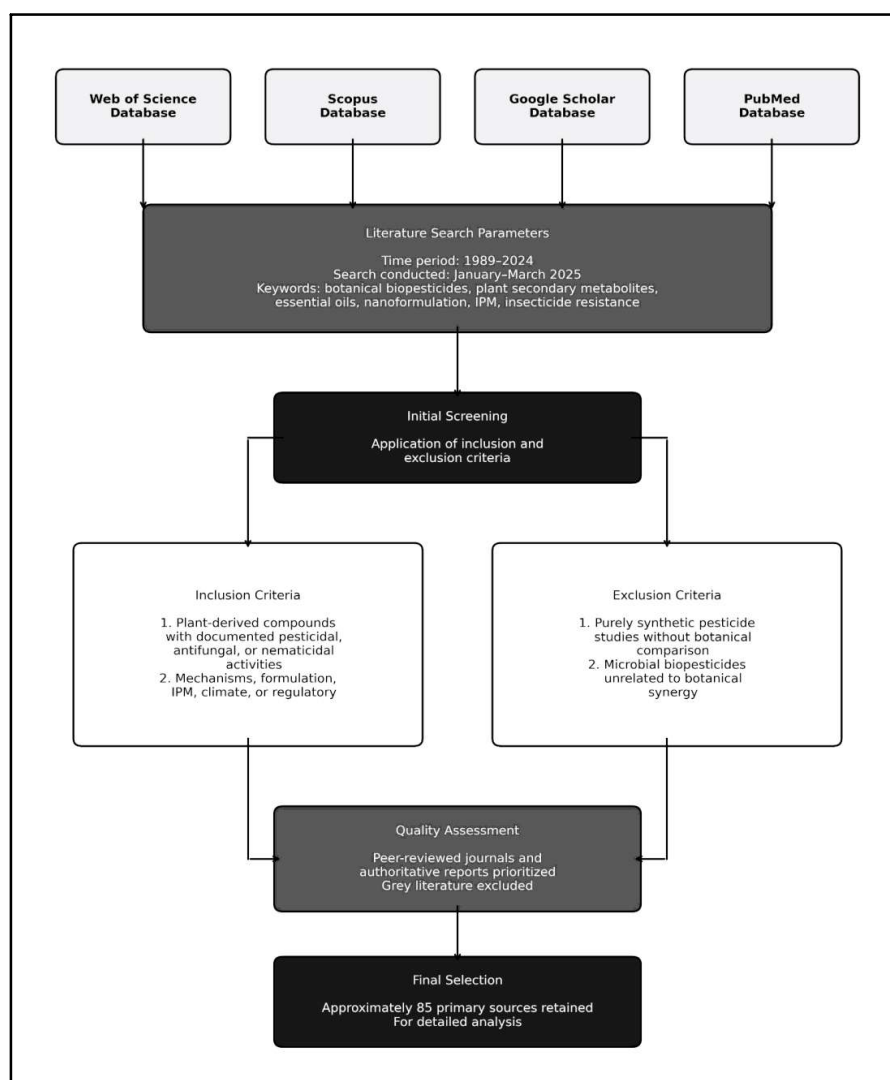 Web of Science
Database
Scopus
Database
Google Scholar
Database
PubMed
Database
Literature Search Parameters
Time period: 1989–2024
Search conducted: January–March 2025
Keywords: botanical biopesticides, plant secondary metabolites,
essential oils, nanoformulation, IPM, insecticide resistance
Initial Screening
Application of inclusion and
exclusion criteria
Inclusion Criteria
1. Plant-derived compounds
with documented pesticidal,
antifungal, or nematicidal
activities
2. Mechanisms, formulation,
IPM, climate, or regulatory
Exclusion Criteria
1. Purely synthetic pesticide
studies without botanical
comparison
2. Microbial biopesticides
unrelated to botanical
synergy
Quality Assessment
Peer-reviewed journals and
authoritative reports prioritized
Grey literature excluded
Final Selection
Approximately 85 primary sources retained
For detailed analysis